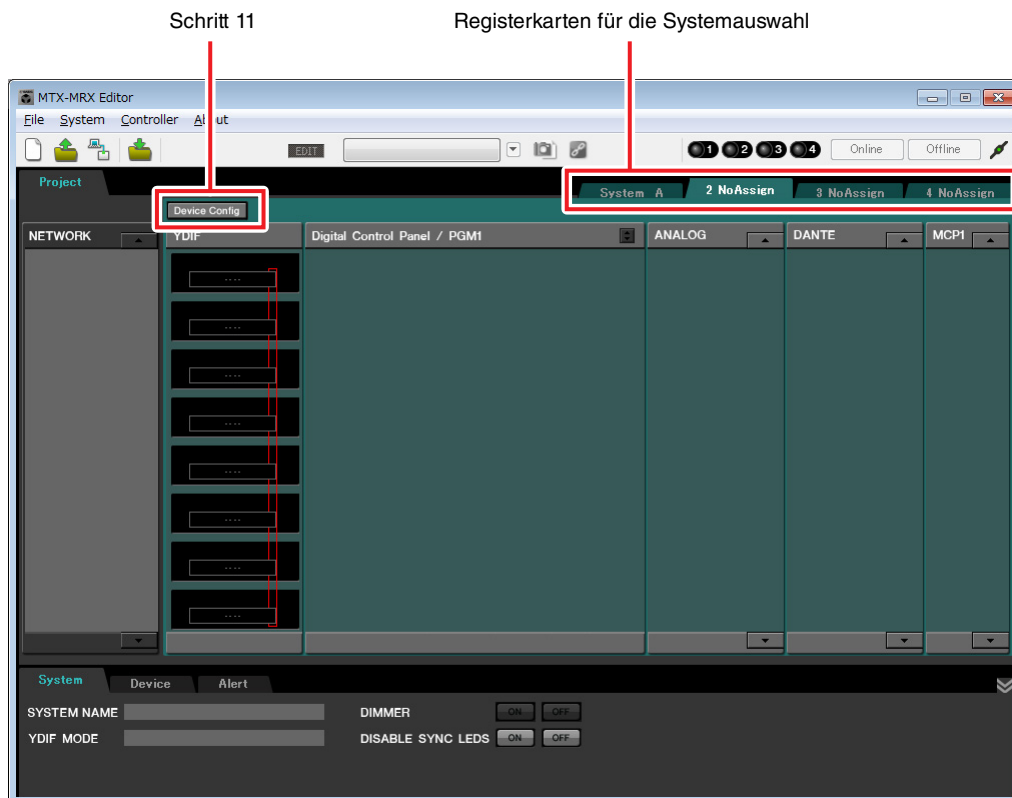 Schritt 11
Registerkarten für die Systemauswahl
MTX-MRX Editor
File System Controller About
EDIT
1 2 3 4 Online Offline
Project
System A 2 NoAssign 3 NoAssign 4 NoAssign
Device Config
NETWORK YDIF Digital Control Panel / PGM1 ANALOG DANTE MCP1
----
----
----
----
----
----
----
----
System Device Alert
SYSTEM NAME DIMMER ON OFF
YDIF MODE DISABLE SYNC LEDS ON OFF